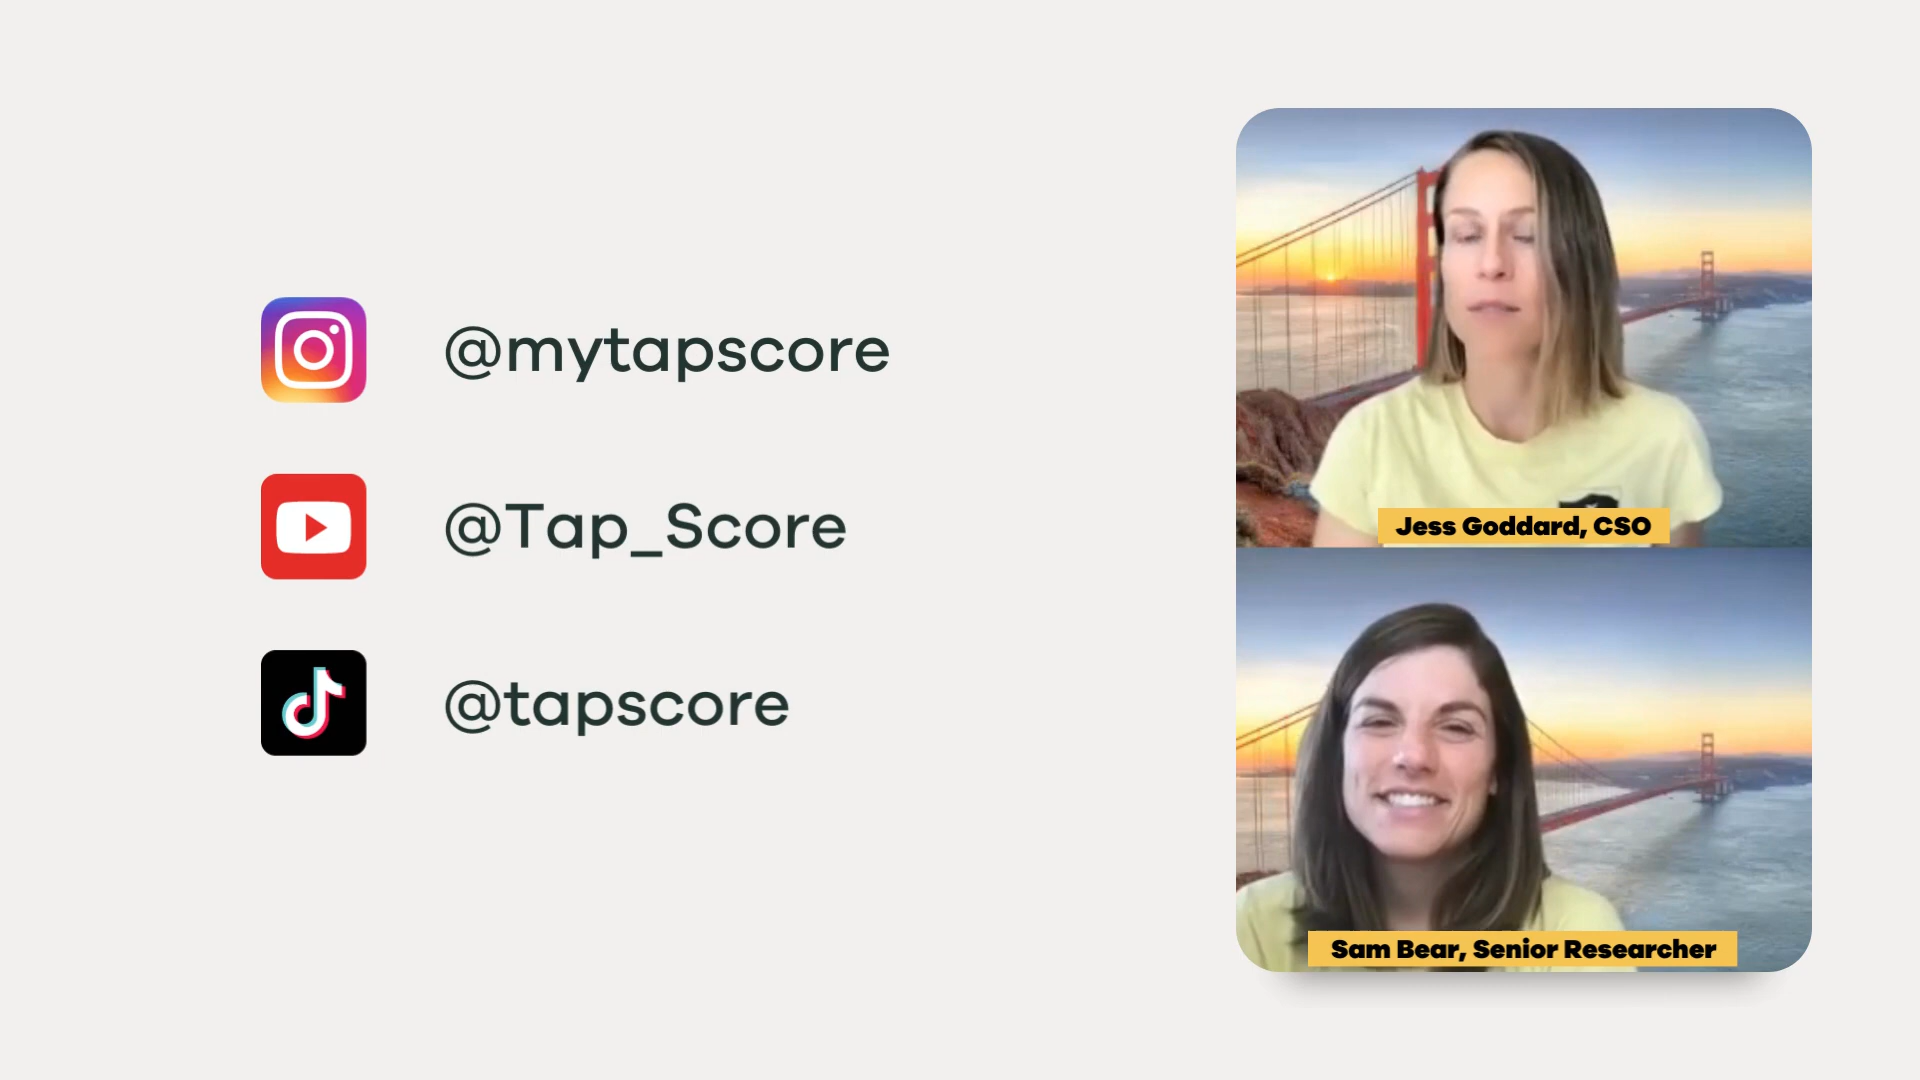 @mytapscore
@Tap_Score
@tapscore
Jess Goddard, CSO
Sam Bear, Senior Researcher